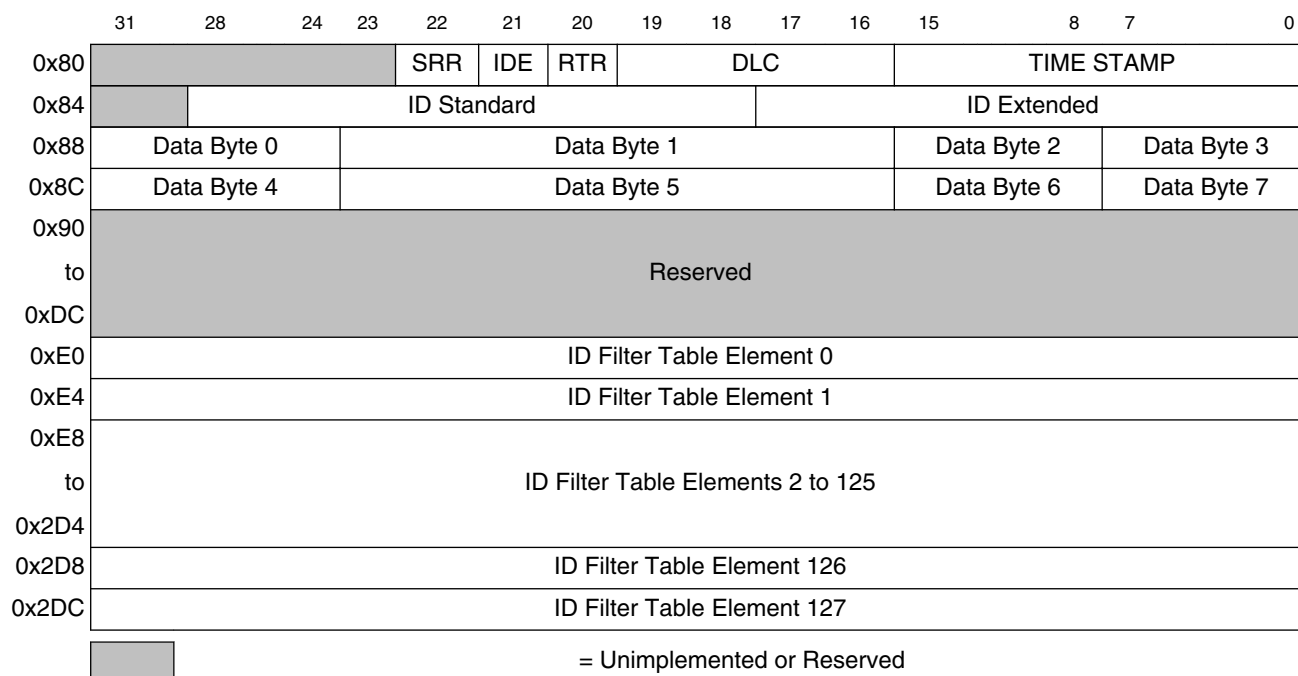 31 28 24 23 22 21 20 19 18 17 16 15 8 7 0
0x80 SRR IDE RTR DLC TIME STAMP
0x84 ID Standard ID Extended
0x88 Data Byte 0 Data Byte 1 Data Byte 2 Data Byte 3
0x8C Data Byte 4 Data Byte 5 Data Byte 6 Data Byte 7
0x90
to Reserved
0xDC
0xE0 ID Filter Table Element 0
0xE4 ID Filter Table Element 1
0xE8
to ID Filter Table Elements 2 to 125
0x2D4
0x2D8 ID Filter Table Element 126
0x2DC ID Filter Table Element 127
= Unimplemented or Reserved